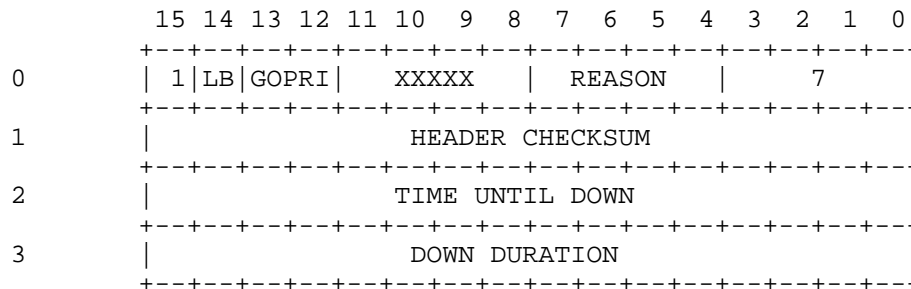 15 14 13 12 11 10 9 8 7 6 5 4 3 2 1 0
+--+--+--+--+--+--+--+--+--+--+--+--+--+--+--+--
0 | 1|LB|GOPRI| XXXXX | REASON | 7
+--+--+--+--+--+--+--+--+--+--+--+--+--+--+--+--
1 | HEADER CHECKSUM
+--+--+--+--+--+--+--+--+--+--+--+--+--+--+--+--
2 | TIME UNTIL DOWN
+--+--+--+--+--+--+--+--+--+--+--+--+--+--+--+--
3 | DOWN DURATION
+--+--+--+--+--+--+--+--+--+--+--+--+--+--+--+--